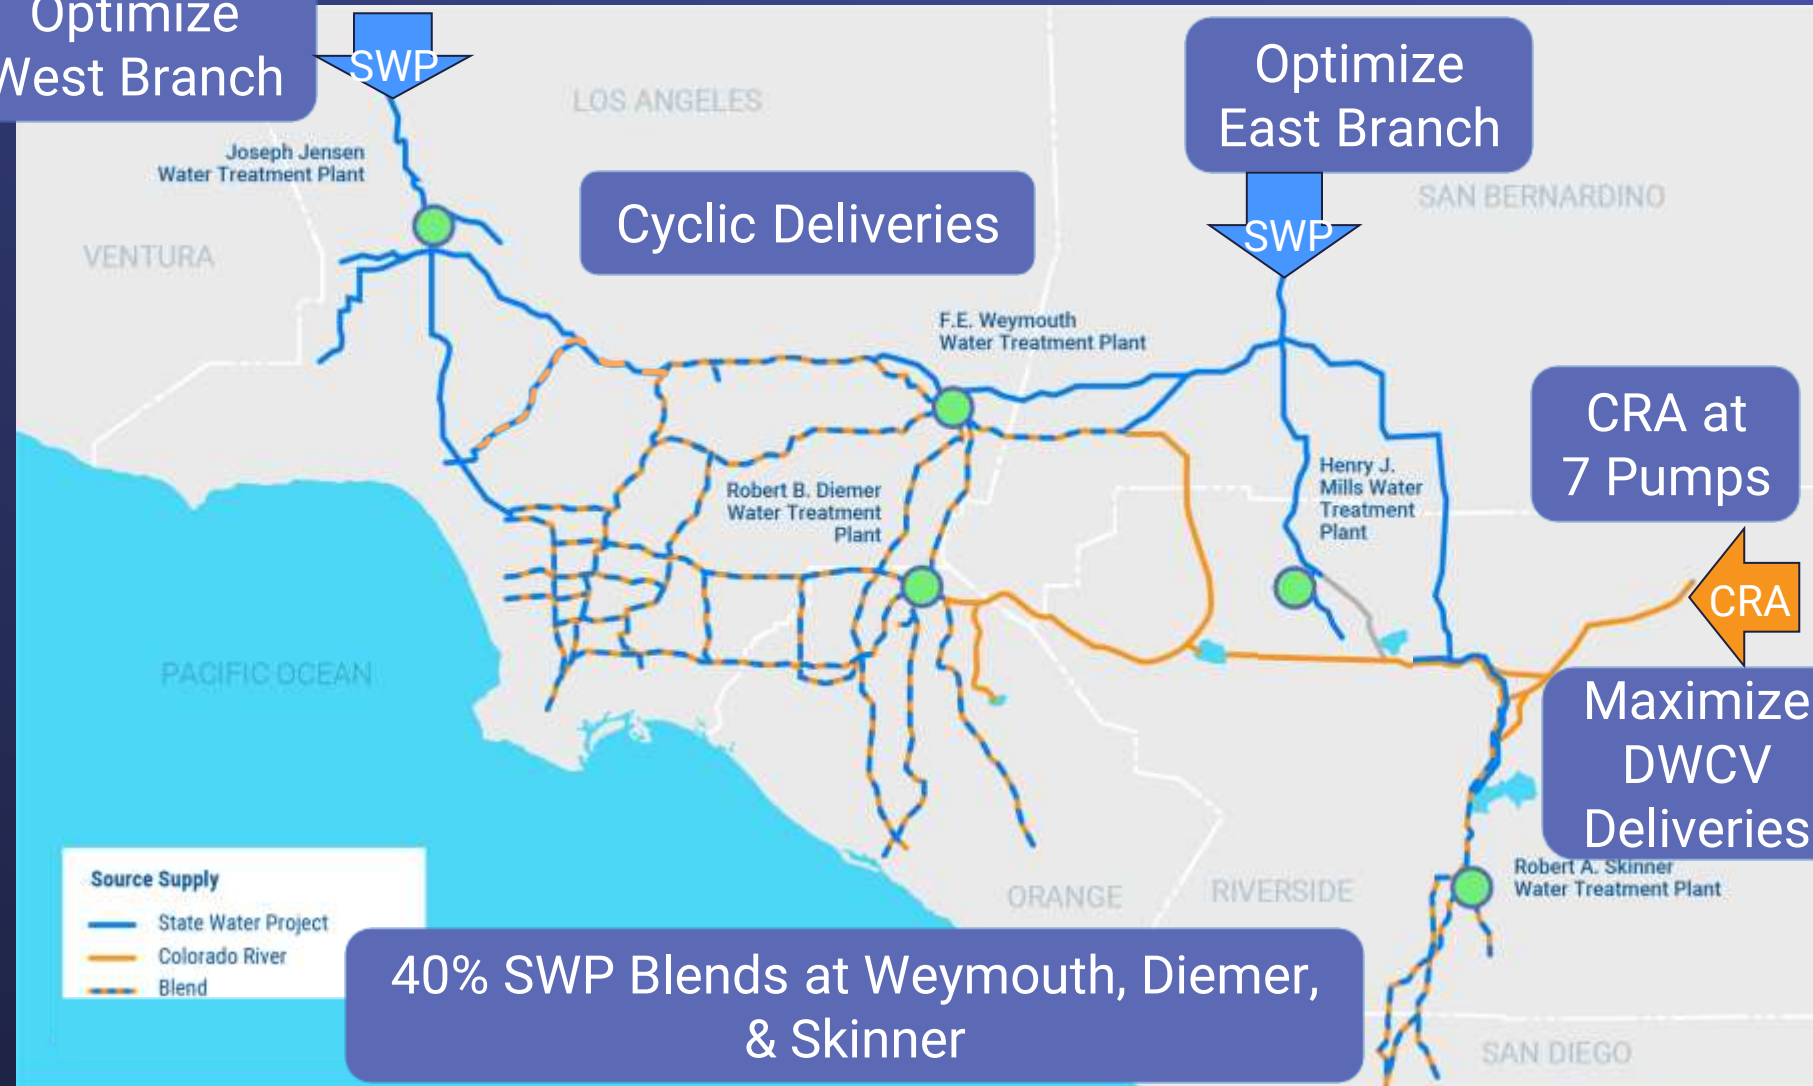 Optimize
West Branch
SWP
LOS ANGELES
Optimize
East Branch
Joseph Jensen
Water Treatment Plant
SAN BERNARDINO
Cyclic Deliveries
SWP
VENTURA
F.E. Weymouth
Water Treatment Plant
CRA at
7 Pumps
Henry J.
Mills Water
Treatment
Plant
Robert B. Diemer
Water Treatment
Plant
CRA
PACIFIC OCEAN
Maximize
DWCV
Deliveries
Robert A. Skinner
Water Treatment Plant
ORANGE
RIVERSIDE
Source Supply
State Water Project
Colorado River
Blend
40% SWP Blends at Weymouth, Diemer,
& Skinner
SAN DIEGO